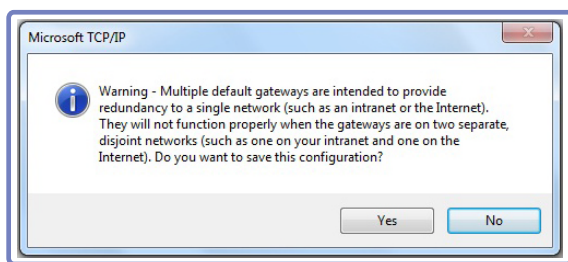 Microsoft TCP/IP
Warning - Multiple default gateways are intended to provide
redundancy to a single network (such as an intranet or the Internet).
They will not function properly when the gateways are on two separate,
disjoint networks (such as one on your intranet and one on the
Internet). Do you want to save this configuration?
Yes
No